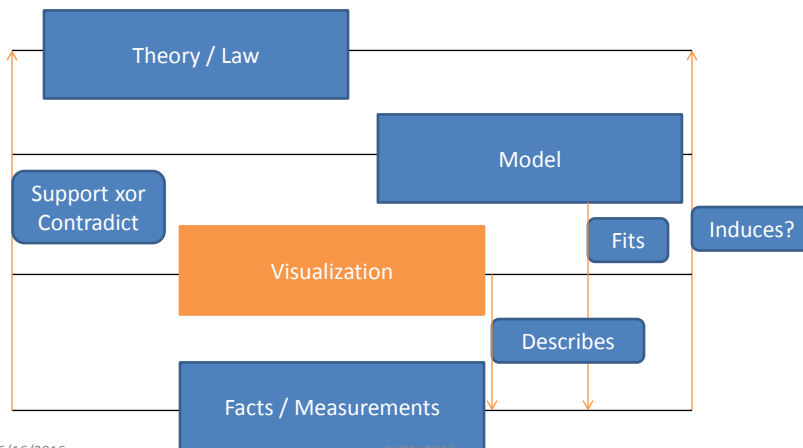 Theory / Law
Model
Support xor
Contradict
Induces?
Fits
Visualization
Describes
Facts / Measurements